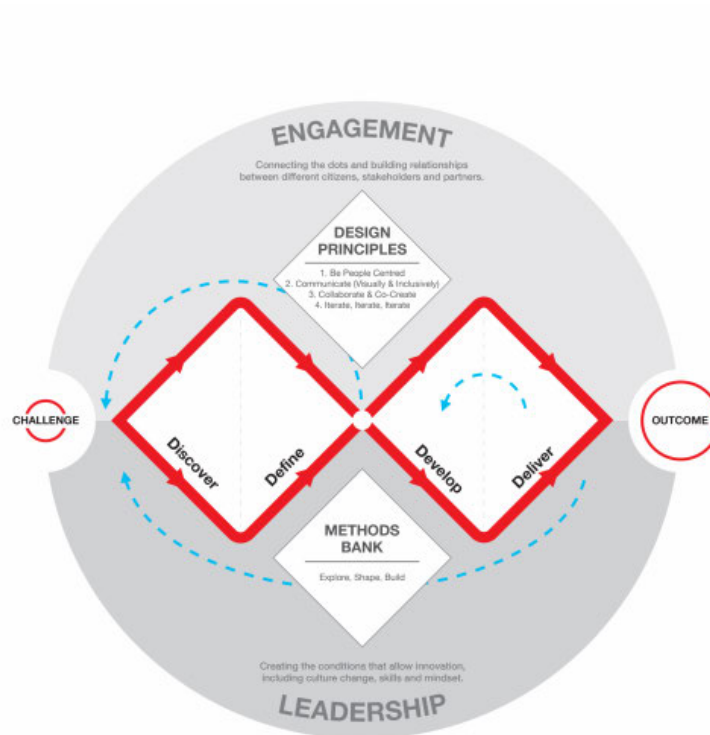 ENGAGEMENT
Connecting the dots and building relationships
between different citizens, stakeholders and partners.
DESIGN
PRINCIPLES
1. Be People Centred
2. Communicate (Visually & Inclusively)
3. Collaborate & Co-Create
4. Iterate, Iterate, Iterate
CHALLENGE
OUTCOME
Discover
Define
Develop
Deliver
METHODS
BANK
Explore, Shape, Build
Creating the conditions that allow innovation,
including culture change, skills and mindset.
LEADERSHIP